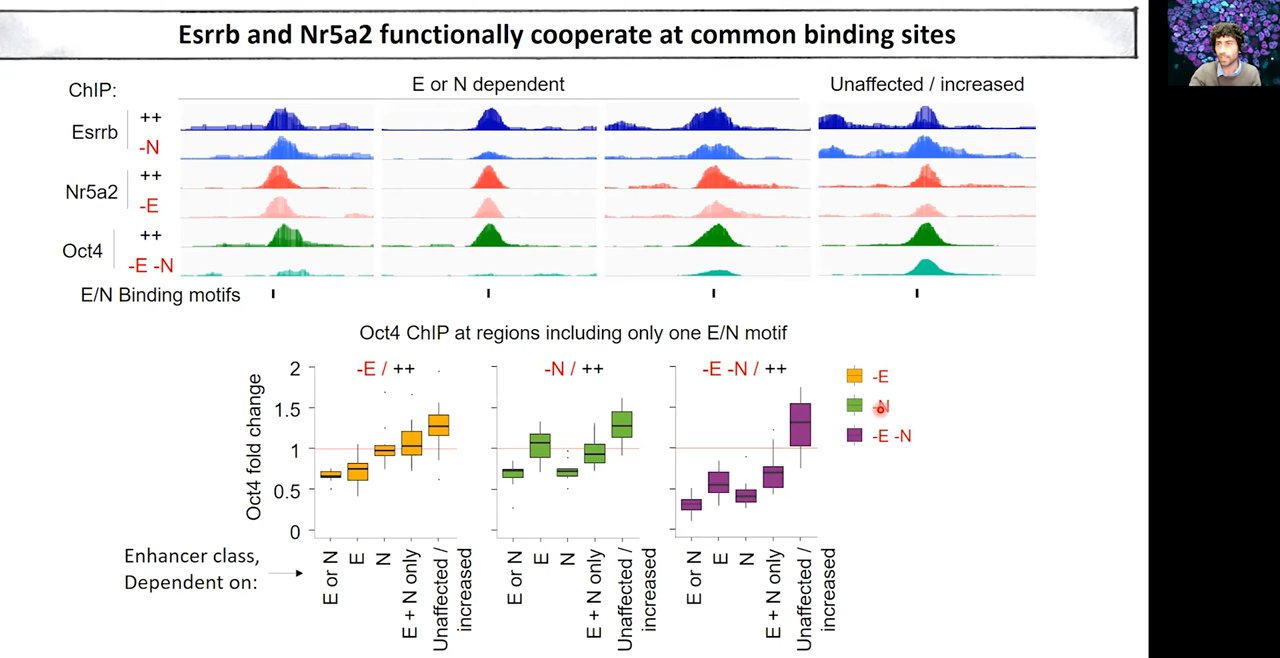 Esrrb and Nr5a2 functionally cooperate at common binding sites
ChIP:
E or N dependent
Unaffected / increased
Esrrb
++
-N
Nr5a2
++
-E
Oct4
++
-E -N
E/N Binding motifs
Oct4 ChIP at regions including only one E/N motif
Oct4 fold change
2
1.5
1
0.5
0
-E / ++
-N / ++
-E -N / ++
-E
-N
-E -N
Enhancer class,
Dependent on:
E or N
E
N
E + N only
Unaffected /
increased
E or N
E
N
E + N only
Unaffected /
increased
E or N
E
N
E + N only
Unaffected /
increased